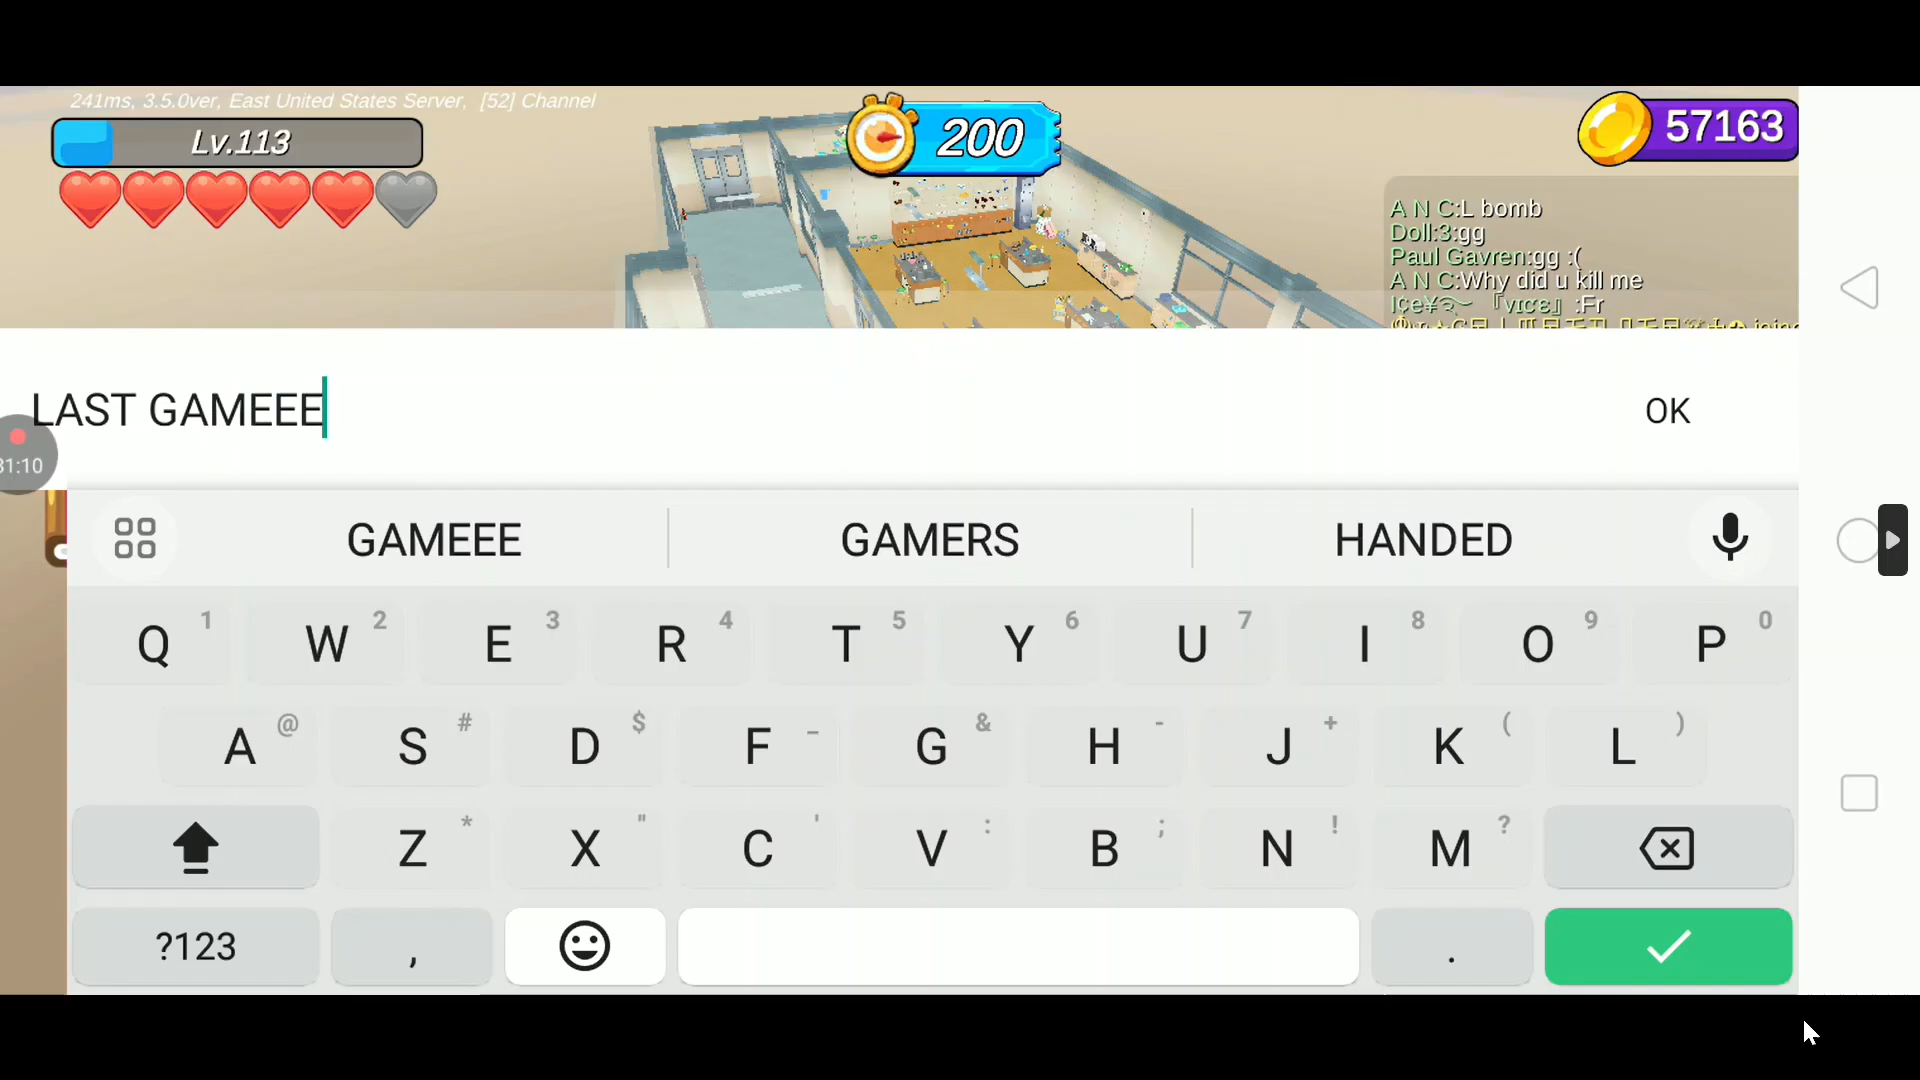 241ms, 3.5.0ver, East United States Server, [52] Channel
Lv.113
200
57163
A N C:L bomb
Doll:3:gg
Paul Gavren:gg :(
A N C:Why did u kill me
:Fr
LAST GAMEEE
OK
31:10
GAMEEE GAMERS HANDED
Q 1 W 2 E 3 R 4 T 5 Y 6 U 7 I 8 O 9 P 0
A @ S # D $ F _ G & H - J + K ( L )
Z * X " C ' V : B ; N ! M ?
?123 , .